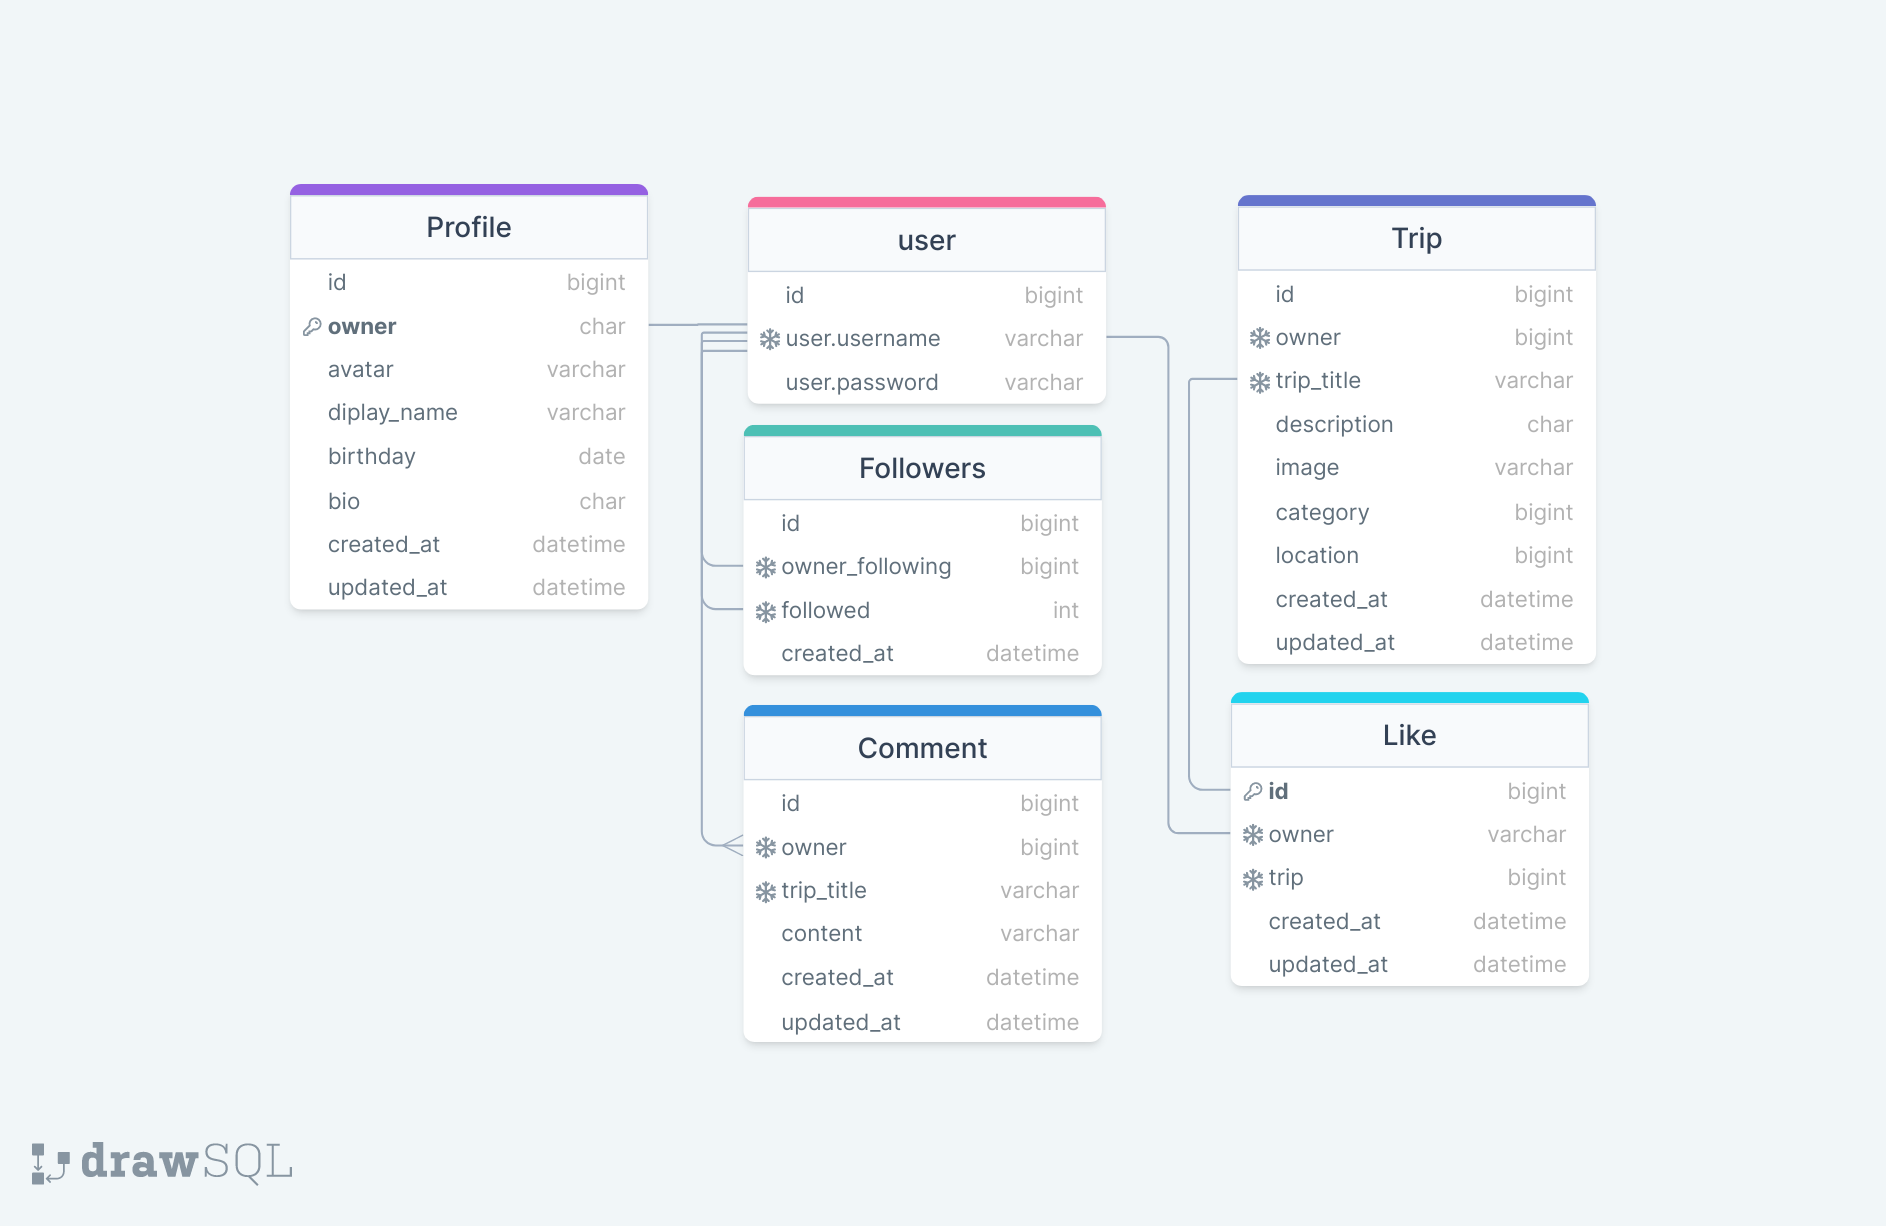 Profile
id bigint
owner char
avatar varchar
diplay_name varchar
birthday date
bio char
created_at datetime
updated_at datetime
user
id bigint
user.username varchar
user.password varchar
Followers
id bigint
owner_following bigint
followed int
created_at datetime
Comment
id bigint
owner bigint
trip_title varchar
content varchar
created_at datetime
updated_at datetime
Trip
id bigint
owner bigint
trip_title varchar
description char
image varchar
category bigint
location bigint
created_at datetime
updated_at datetime
Like
id bigint
owner varchar
trip bigint
created_at datetime
updated_at datetime
drawSQL